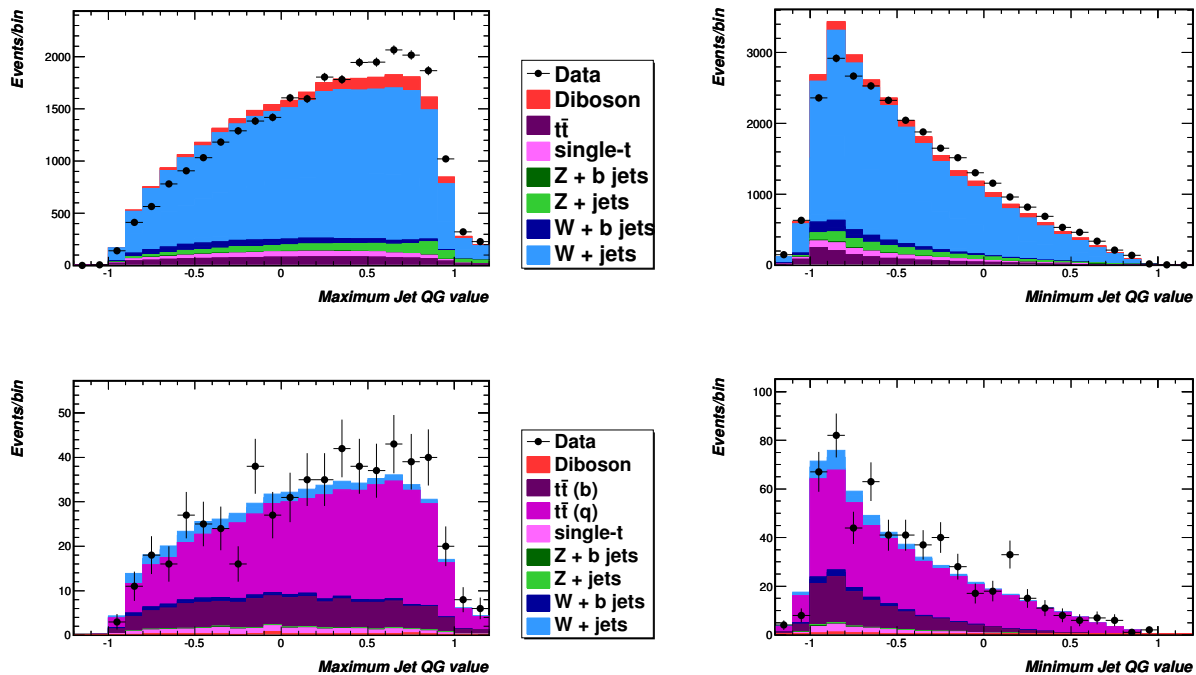 Events/bin
2000
1500
1000
500
0
-1 -0.5 0 0.5 1
Maximum Jet QG value
Data
Diboson
tt̄
single-t
Z + b jets
Z + jets
W + b jets
W + jets
Events/bin
3000
2000
1000
0
-1 -0.5 0 0.5 1
Minimum Jet QG value
Events/bin
50
40
30
20
10
0
-1 -0.5 0 0.5 1
Maximum Jet QG value
Data
Diboson
tt̄ (b)
tt̄ (q)
single-t
Z + b jets
Z + jets
W + b jets
W + jets
Events/bin
100
80
60
40
20
0
-1 -0.5 0 0.5 1
Minimum Jet QG value